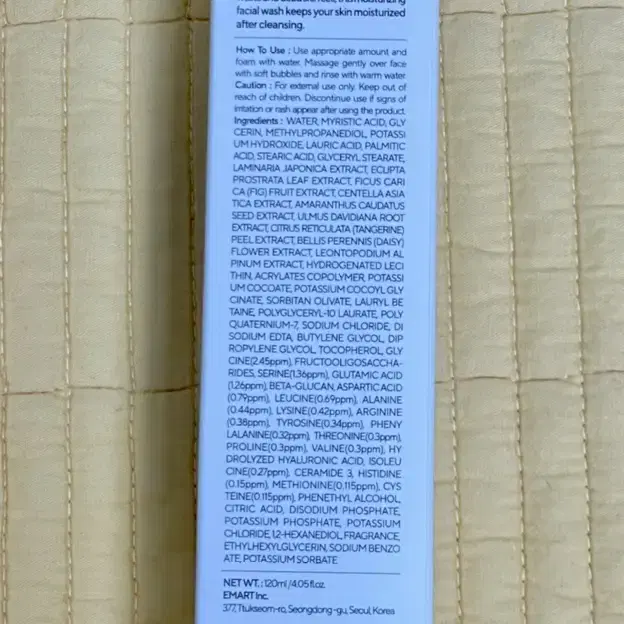 facial wash keeps your skin moisturized
after cleansing.
How To Use : Use appropriate amount and
foam with water. Massage gently over face
with soft bubbles and rinse with warm water
Caution : For external use only. Keep out of
reach of children. Discontinue use if signs of
irritation or rash appear after using the product.
Ingredients : WATER, MYRISTIC ACID, GLY
CERIN, METHYLPROPANEDIOL, POTASSI
UM HYDROXIDE, LAURIC ACID, PALMITIC
ACID, STEARIC ACID, GLYCERYL STEARATE,
LAMINARIA JAPONICA EXTRACT, ECLIPTA
PROSTRATA LEAF EXTRACT, FICUS CARI
CA (FIG) FRUIT EXTRACT, CENTELLA ASIA
TICA EXTRACT, AMARANTHUS CAUDATUS
SEED EXTRACT, ULMUS DAVIDIANA ROOT
EXTRACT, CITRUS RETICULATA (TANGERINE)
PEEL EXTRACT, BELLIS PERENNIS (DAISY)
FLOWER EXTRACT, LEONTOPODIUM AL
PINUM EXTRACT, HYDROGENATED LECI
THIN, ACRYLATES COPOLYMER, POTASSI
UM COCOATE, POTASSIUM COCOYL GLY
CINATE, SORBITAN OLIVATE, LAURYL BE
TAINE, POLYGLYCERYL-10 LAURATE, POLY
QUATERNIUM-7, SODIUM CHLORIDE, DI
SODIUM EDTA, BUTYLENE GLYCOL, DIP
ROPYLENE GLYCOL, TOCOPHEROL, GLY
CINE(2.45ppm), FRUCTOOLIGOSACCHA-
RIDES, SERINE(1.36ppm), GLUTAMIC ACID
(1.26ppm), BETA-GLUCAN, ASPARTIC ACID
(0.79ppm), LEUCINE(0.69ppm), ALANINE
(0.44ppm), LYSINE(0.42ppm), ARGININE
(0.38ppm), TYROSINE(0.34ppm), PHENY
LALANINE(0.32ppm), THREONINE(0.3ppm),
PROLINE(0.3ppm), VALINE(0.3ppm), HY
DROLYZED HYALURONIC ACID, ISOLEU
CINE(0.27ppm), CERAMIDE 3, HISTIDINE
(0.15ppm), METHIONINE(0.115ppm), CYS
TEINE(0.115ppm), PHENETHYL ALCOHOL,
CITRIC ACID, DISODIUM PHOSPHATE,
POTASSIUM PHOSPHATE, POTASSIUM
CHLORIDE, 1,2-HEXANEDIOL, FRAGRANCE,
ETHYLHEXYLGLYCERIN, SODIUM BENZO
ATE, POTASSIUM SORBATE
NET WT. : 120ml /4.05 fl.oz.
EMART Inc.
377, Ttukseom-ro, Seongdong-gu, Seoul, Korea